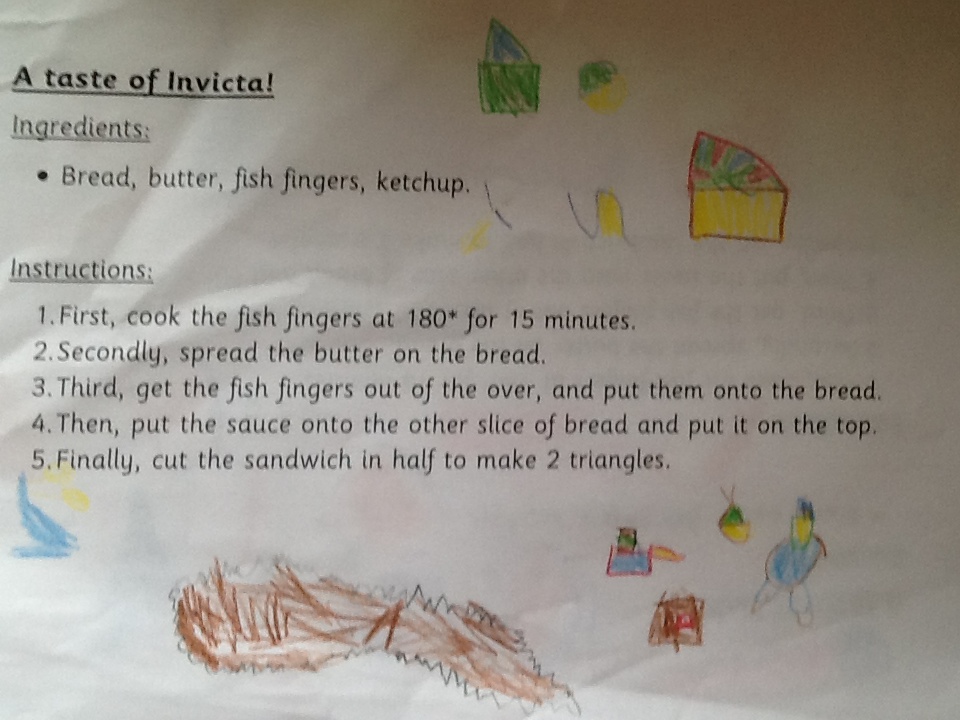 A taste of Invicta!
Ingredients:
• Bread, butter, fish fingers, ketchup.
Instructions:
1. First, cook the fish fingers at 180* for 15 minutes.
2. Secondly, spread the butter on the bread.
3. Third, get the fish fingers out of the over, and put them onto the bread.
4. Then, put the sauce onto the other slice of bread and put it on the top.
5. Finally, cut the sandwich in half to make 2 triangles.